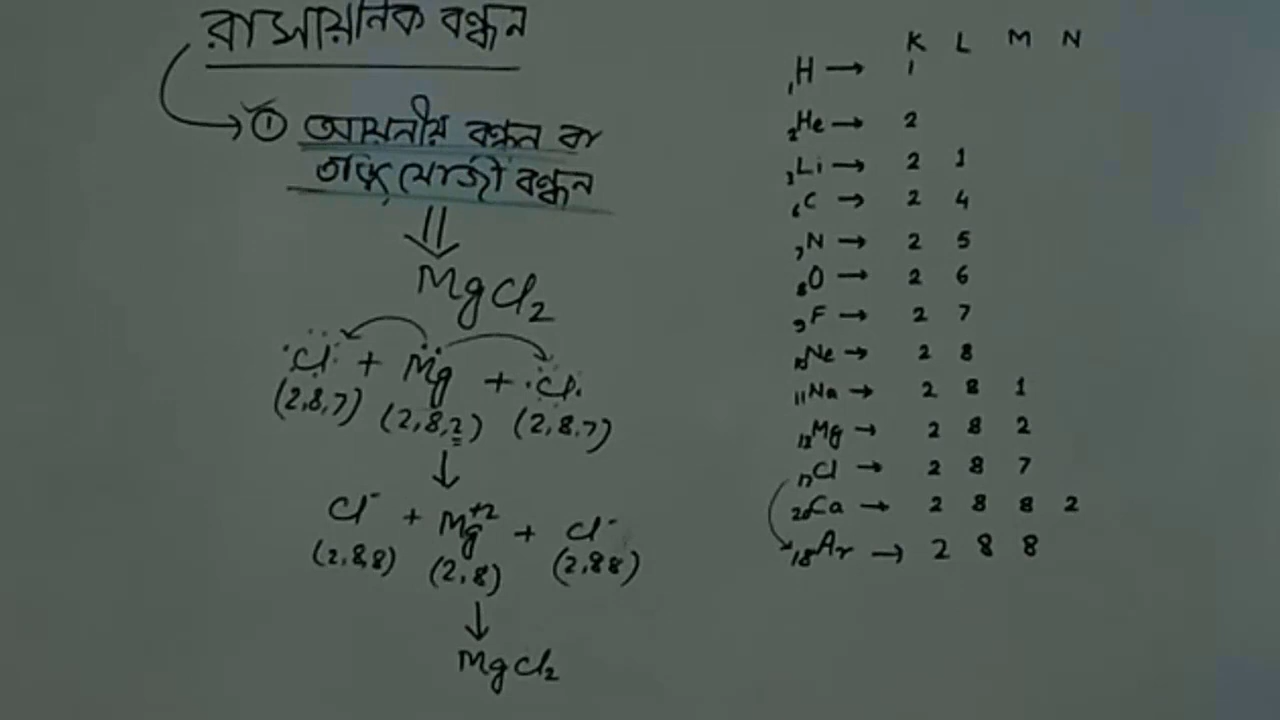 রাসায়নিক বন্ধন
① আয়নীয় বন্ধন বা
তড়িৎযোজী বন্ধন
MgCl₂
Cl + Mg + Cl
(2,8,7) (2,8,2) (2,8,7)
Cl⁻ + Mg⁺² + Cl⁻
(2,8,8) (2,8) (2,88)
MgCl₂
K L M N
₁H → 1
₂He → 2
₃Li → 2 1
₆C → 2 4
₇N → 2 5
₈O → 2 6
₉F → 2 7
₁₀Ne → 2 8
₁₁Na → 2 8 1
₁₂Mg → 2 8 2
₁₇Cl → 2 8 7
₂₀Ca → 2 8 8 2
₁₈Ar → 2 8 8